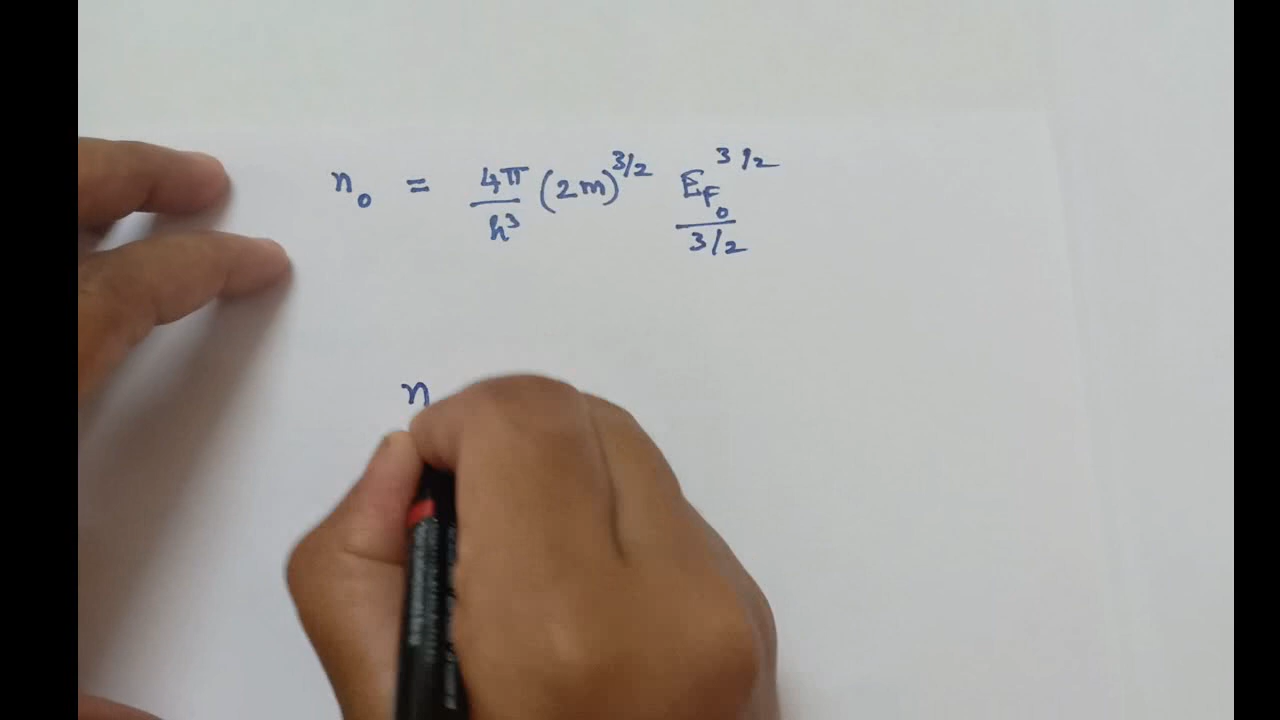 n₀ = 4π/h³ (2m)^3/2 E_F₀^3/2 / 3/2
n